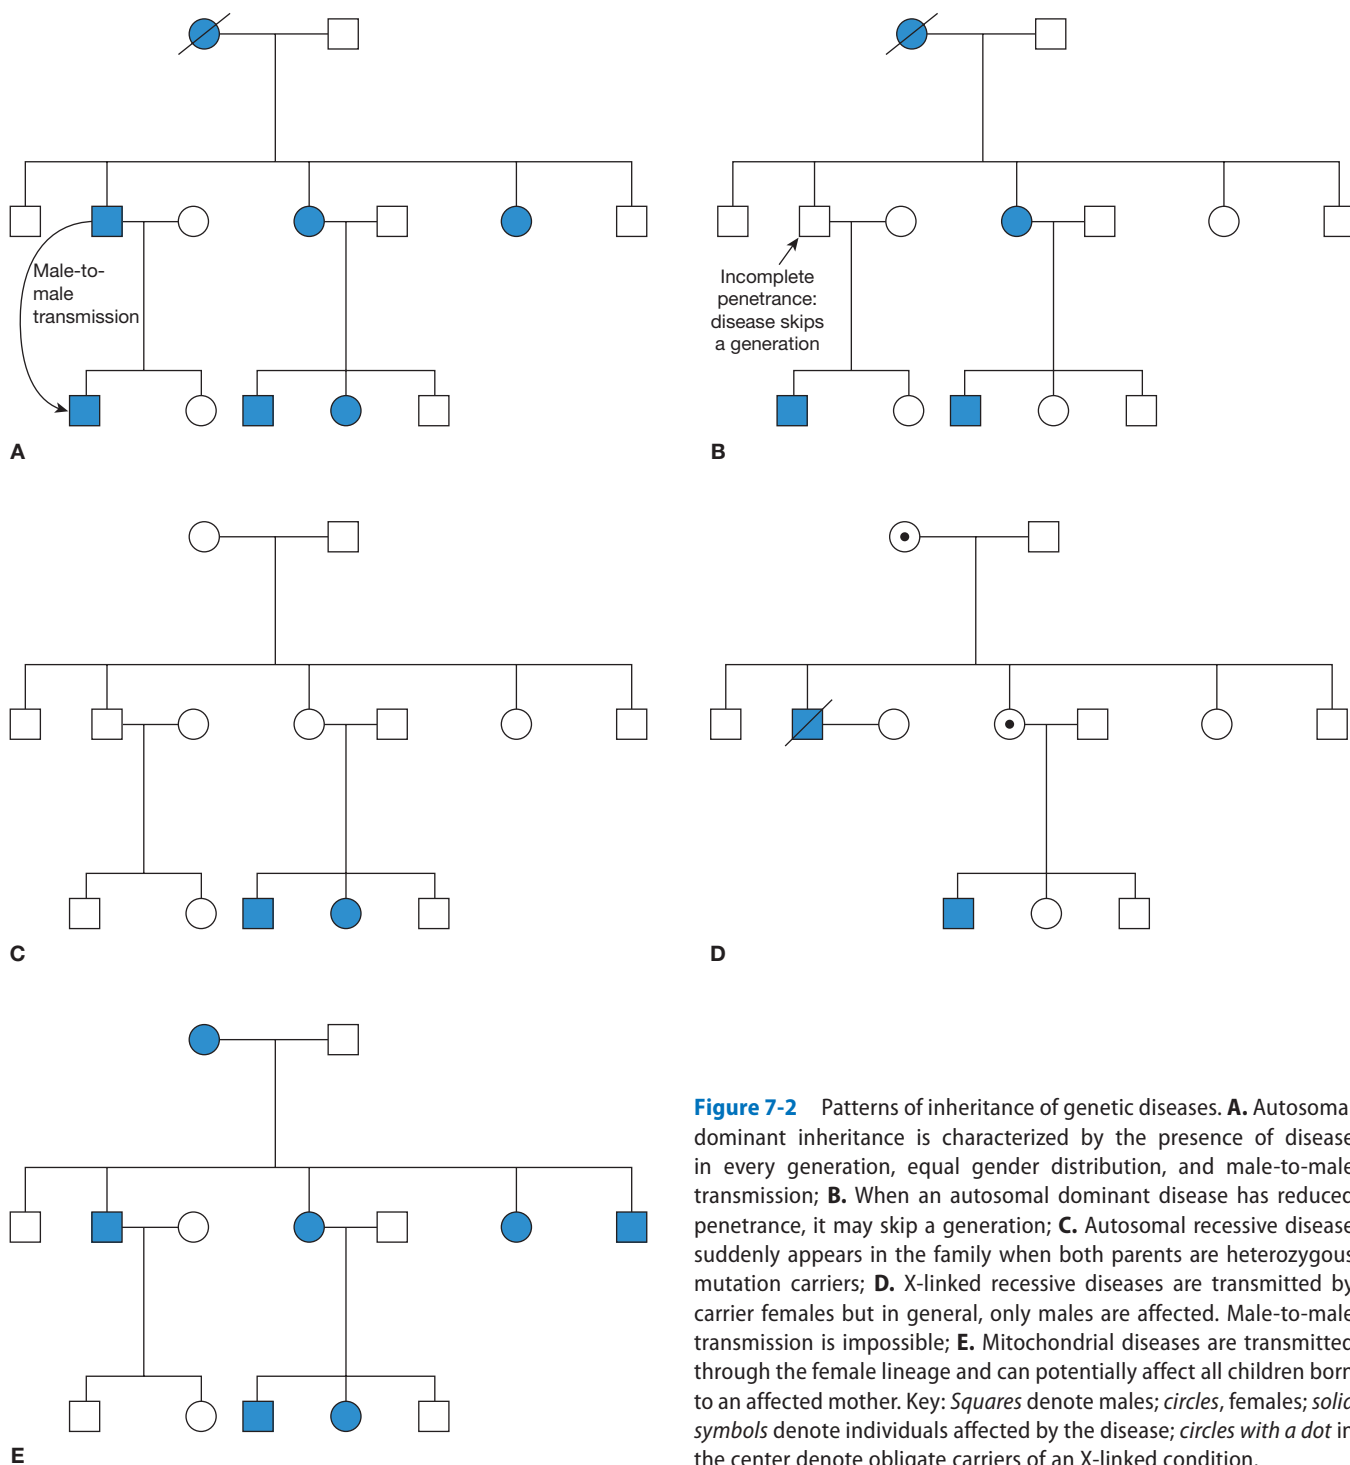 Male-to-
male
transmission
A
Incomplete
penetrance:
disease skips
a generation
B
C
D
E
Figure 7-2 Patterns of inheritance of genetic diseases. A. Autosomal
dominant inheritance is characterized by the presence of disease
in every generation, equal gender distribution, and male-to-male
transmission; B. When an autosomal dominant disease has reduced
penetrance, it may skip a generation; C. Autosomal recessive disease
suddenly appears in the family when both parents are heterozygous
mutation carriers; D. X-linked recessive diseases are transmitted by
carrier females but in general, only males are affected. Male-to-male
transmission is impossible; E. Mitochondrial diseases are transmitted
through the female lineage and can potentially affect all children born
to an affected mother. Key: Squares denote males; circles, females; solid
symbols denote individuals affected by the disease; circles with a dot in
the center denote obligate carriers of an X-linked condition.